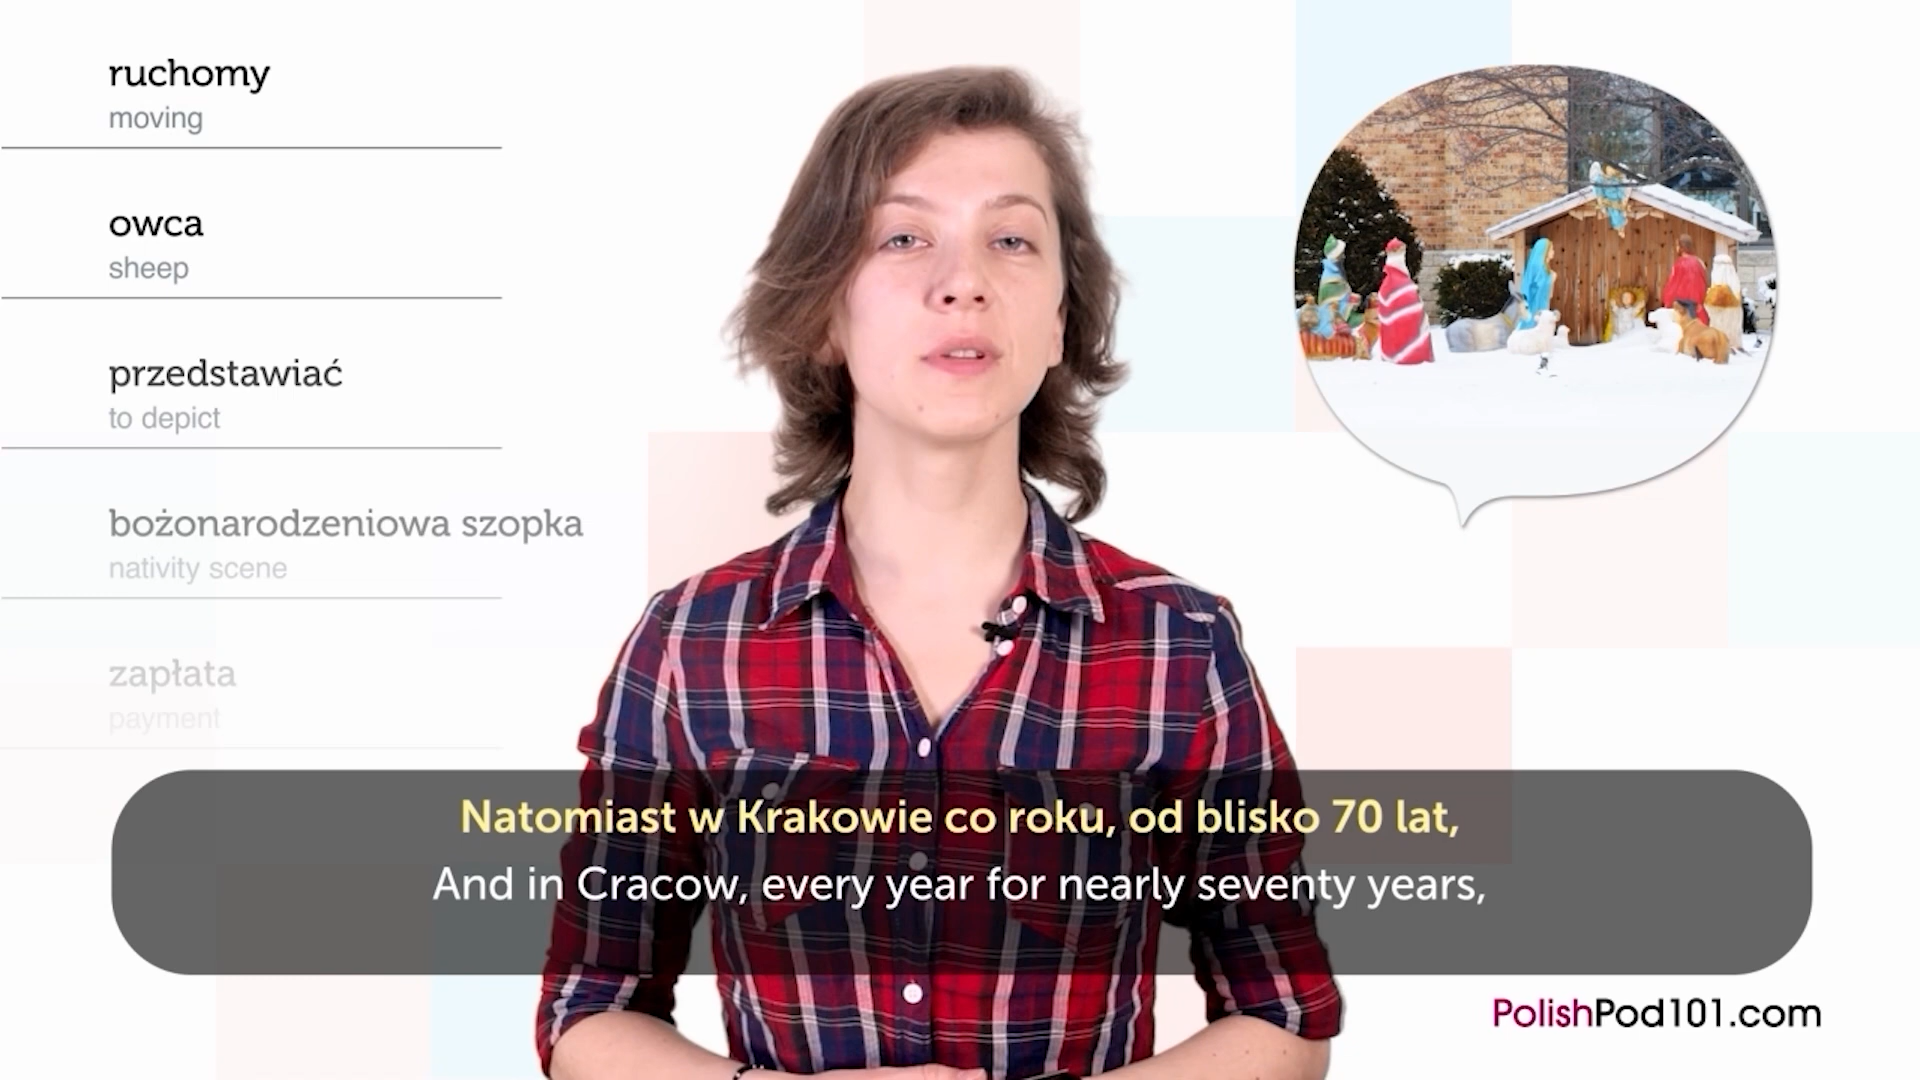 ruchomy
moving
owca
sheep
przedstawiać
to depict
bożonarodzeniowa szopka
nativity scene
zapłata
payment
Natomiast w Krakowie co roku, od blisko 70 lat,
And in Cracow, every year for nearly seventy years,
PolishPod101.com